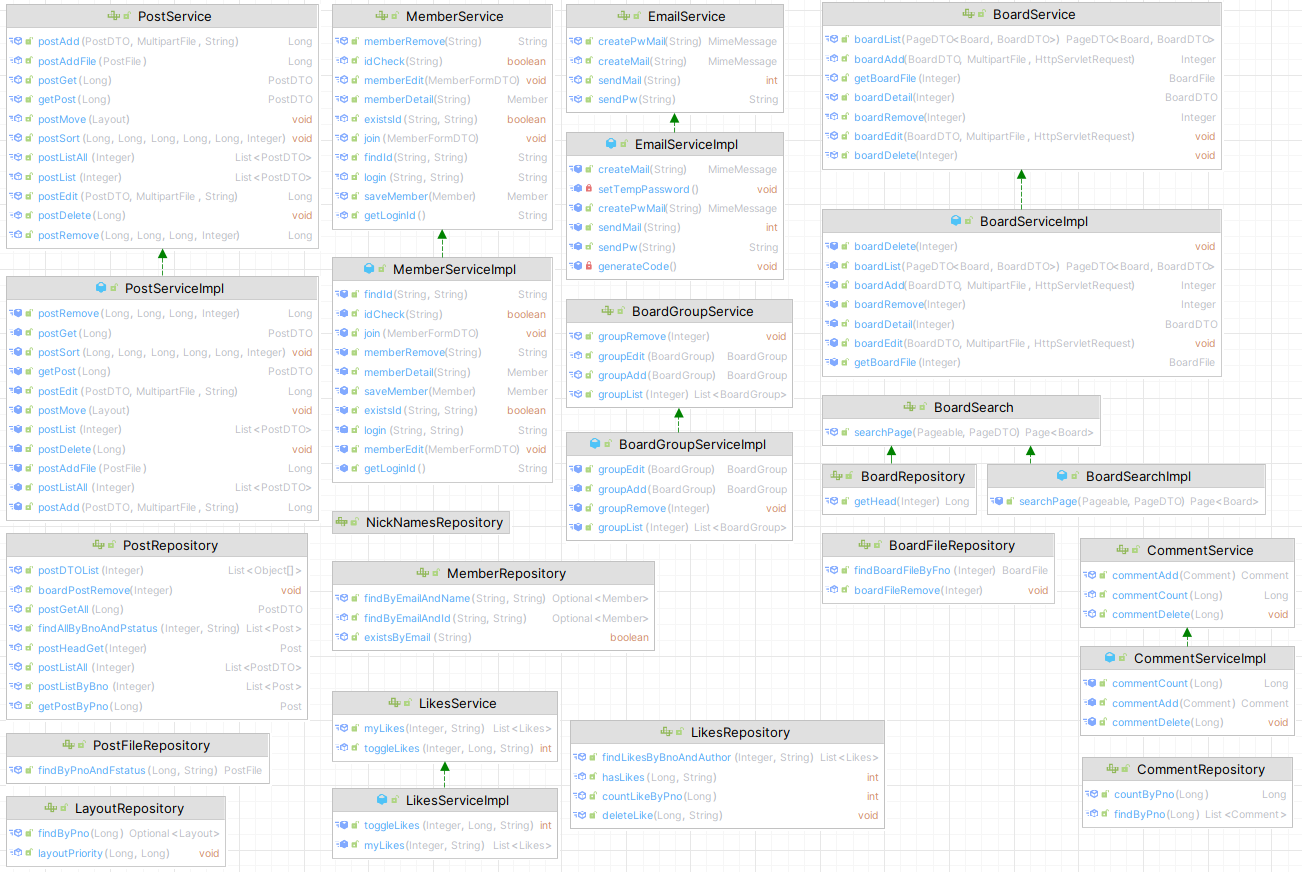 PostService
postAdd(PostDTO, MultipartFile, String) Long
postAddFile(PostFile) Long
postGet(Long) PostDTO
getPost(Long) PostDTO
postMove(Layout) void
postSort(Long, Long, Long, Long, Long, Integer) void
postListAll (Integer) List<PostDTO>
postList (Integer) List<PostDTO>
postEdit (PostDTO, MultipartFile, String) Long
postDelete(Long) void
postRemove(Long, Long, Long, Integer) Long
PostServiceImpl
postRemove(Long, Long, Long, Integer) Long
postGet(Long) PostDTO
postSort(Long, Long, Long, Long, Long, Integer) void
getPost(Long) PostDTO
postEdit (PostDTO, MultipartFile, String) Long
postMove(Layout) void
postList (Integer) List<PostDTO>
postDelete(Long) void
postAddFile(PostFile) Long
postListAll (Integer) List<PostDTO>
postAdd(PostDTO, MultipartFile, String) Long
PostRepository
postDTOList(Integer) List<Object[]>
boardPostRemove(Integer) void
postGetAll (Long) PostDTO
findAllByBnoAndPstatus (Integer, String) List<Post>
postHeadGet(Integer) Post
postListAll (Integer) List<PostDTO>
postListByBno (Integer) List<Post>
getPostByPno(Long) Post
PostFileRepository
findByPnoAndFstatus(Long, String) PostFile
LayoutRepository
findByPno(Long) Optional<Layout>
layoutPriority(Long, Long) void
MemberService
memberRemove(String) String
idCheck(String) boolean
memberEdit(MemberFormDTO) void
memberDetail(String) Member
existsId (String, String) boolean
join (MemberFormDTO) void
findId(String, String) String
login (String, String) String
saveMember(Member) Member
getLoginId () String
MemberServiceImpl
findId(String, String) String
idCheck(String) boolean
join (MemberFormDTO) void
memberRemove(String) String
memberDetail(String) Member
saveMember(Member) Member
existsId (String, String) boolean
login (String, String) String
memberEdit(MemberFormDTO) void
getLoginId () String
NickNamesRepository
MemberRepository
findByEmailAndName(String, String) Optional<Member>
findByEmailAndId (String, String) Optional<Member>
existsByEmail (String) boolean
LikesService
myLikes(Integer, String) List<Likes>
toggleLikes (Integer, Long, String) int
LikesServiceImpl
toggleLikes (Integer, Long, String) int
myLikes(Integer, String) List<Likes>
EmailService
createPwMail(String) MimeMessage
createMail(String) MimeMessage
sendMail(String) int
sendPw(String) String
EmailServiceImpl
createMail(String) MimeMessage
setTempPassword () void
createPwMail(String) MimeMessage
sendMail(String) int
sendPw(String) String
generateCode() void
BoardGroupService
groupRemove(Integer) void
groupEdit (BoardGroup) BoardGroup
groupAdd(BoardGroup) BoardGroup
groupList (Integer) List<BoardGroup>
BoardGroupServiceImpl
groupEdit (BoardGroup) BoardGroup
groupAdd(BoardGroup) BoardGroup
groupRemove(Integer) void
groupList (Integer) List<BoardGroup>
LikesRepository
findLikesByBnoAndAuthor (Integer, String) List<Likes>
hasLikes (Long, String) int
countLikeByPno(Long) int
deleteLike(Long, String) void
BoardService
boardList(PageDTO<Board, BoardDTO>) PageDTO<Board, BoardDTO>
boardAdd(BoardDTO, MultipartFile, HttpServletRequest) Integer
getBoardFile (Integer) BoardFile
boardDetail(Integer) BoardDTO
boardRemove(Integer) Integer
boardEdit(BoardDTO, MultipartFile, HttpServletRequest) void
boardDelete(Integer) void
BoardServiceImpl
boardDelete(Integer) void
boardList(PageDTO<Board, BoardDTO>) PageDTO<Board, BoardDTO>
boardAdd(BoardDTO, MultipartFile, HttpServletRequest) Integer
boardRemove(Integer) Integer
boardDetail(Integer) BoardDTO
boardEdit(BoardDTO, MultipartFile, HttpServletRequest) void
getBoardFile (Integer) BoardFile
BoardSearch
searchPage(Pageable, PageDTO) Page<Board>
BoardRepository
getHead(Integer) Long
BoardSearchImpl
searchPage(Pageable, PageDTO) Page<Board>
BoardFileRepository
findBoardFileByFno (Integer) BoardFile
boardFileRemove(Integer) void
CommentService
commentAdd(Comment) Comment
commentCount(Long) Long
commentDelete(Long) void
CommentServiceImpl
commentCount(Long) Long
commentAdd(Comment) Comment
commentDelete(Long) void
CommentRepository
countByPno(Long) Long
findByPno(Long) List<Comment>